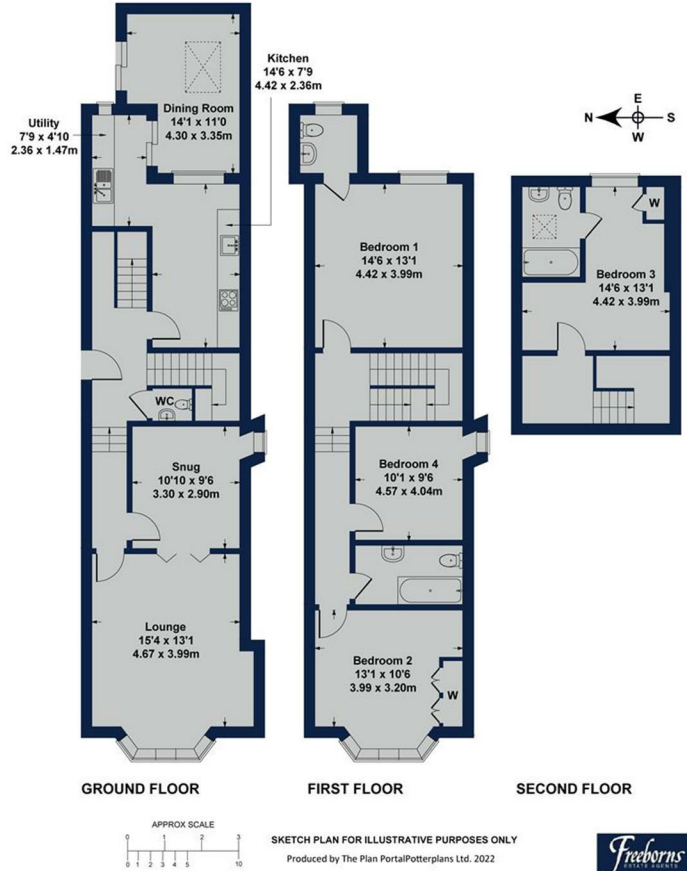 Kitchen
14'6 x 7'9
4.42 x 2.36m
Dining Room
14'1 x 11'0
4.30 x 3.35m
Utility
7'9 x 4'10
2.36 x 1.47m
E
N
S
W
Bedroom 1
14'6 x 13'1
4.42 x 3.99m
W
Bedroom 3
14'6 x 13'1
4.42 x 3.99m
WC
Snug
10'10 x 9'6
3.30 x 2.90m
Bedroom 4
10'1 x 9'6
4.57 x 4.04m
Lounge
15'4 x 13'1
4.67 x 3.99m
Bedroom 2
13'1 x 10'6
3.99 x 3.20m
W
GROUND FLOOR
FIRST FLOOR
SECOND FLOOR
APPROX SCALE
0 1 2 3
0 1 2 3 4 5 10
SKETCH PLAN FOR ILLUSTRATIVE PURPOSES ONLY
Produced by The Plan PortalPotterplans Ltd. 2022
Freeborns
ESTATE AGENTS